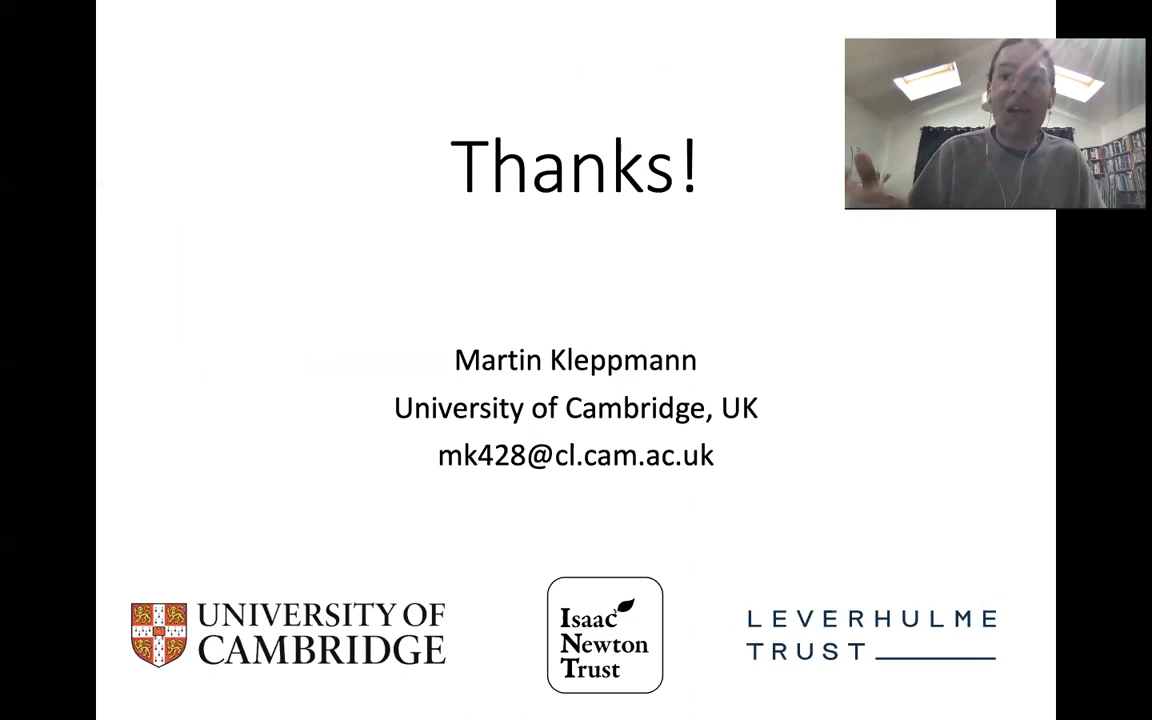 Thanks!
Martin Kleppmann
University of Cambridge, UK
mk428@cl.cam.ac.uk
UNIVERSITY OF
CAMBRIDGE
Isaac
Newton
Trust
LEVERHULME
TRUST